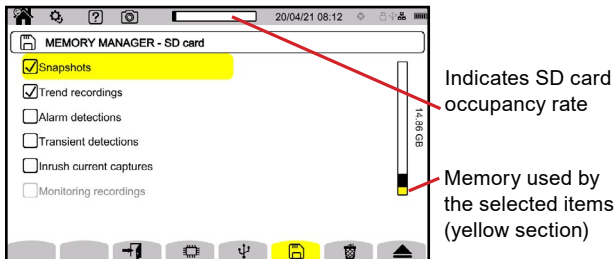 ?
20/04/21 08:12
MEMORY MANAGER - SD card
Snapshots
Trend recordings
Alarm detections
Transient detections
Inrush current captures
Monitoring recordings
14.86 GB
Indicates SD card
occupancy rate
Memory used by
the selected items
(yellow section)